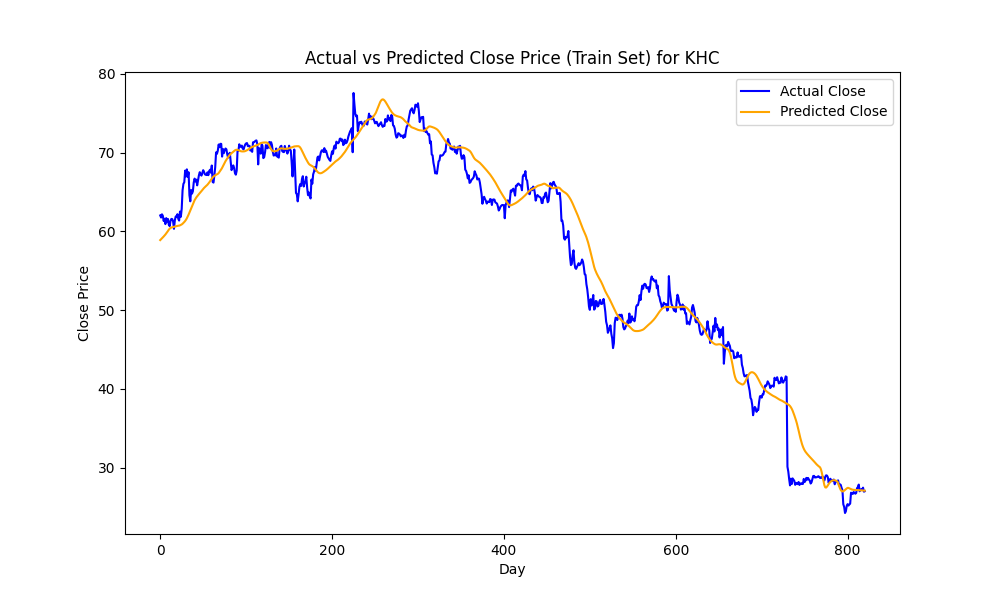 Actual vs Predicted Close Price (Train Set) for KHC
Actual Close
Predicted Close
Close Price
80
70
60
50
40
30
0 200 400 600 800
Day